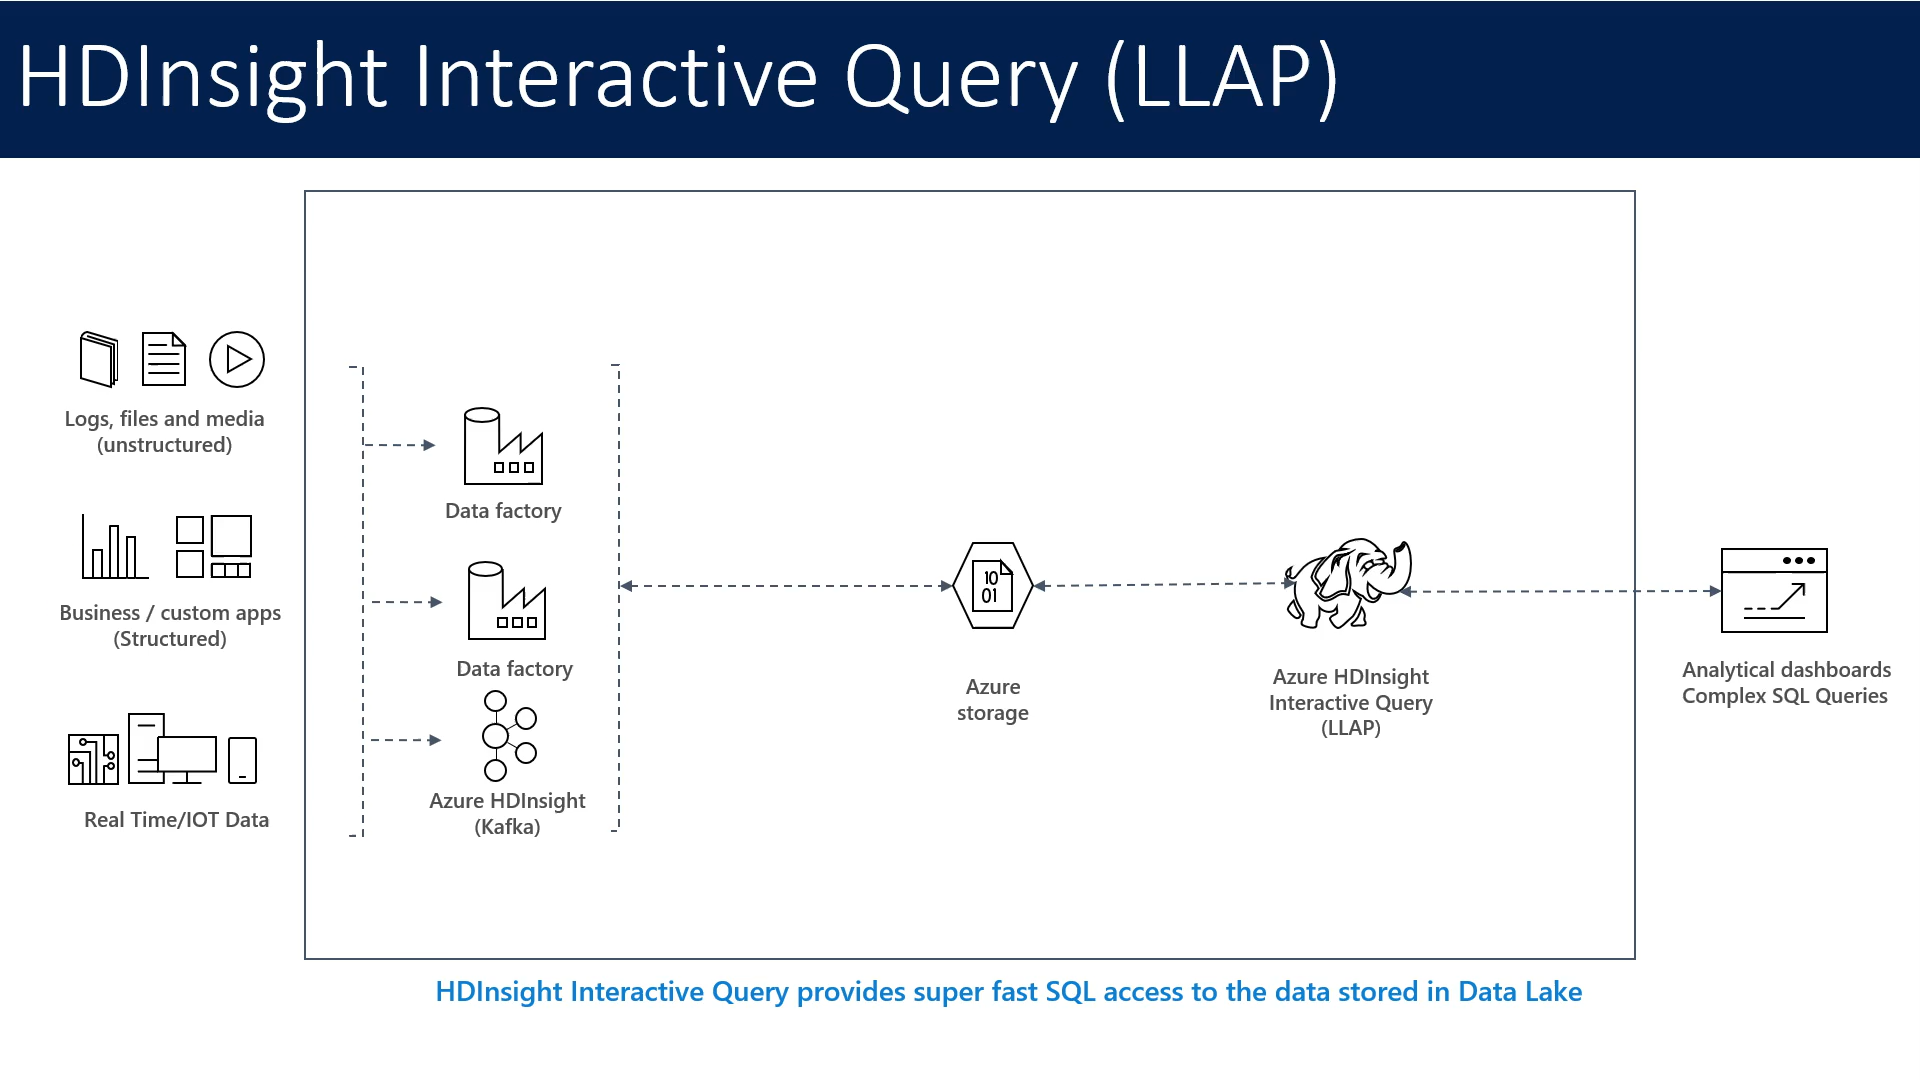 HDInsight Interactive Query (LLAP)
Logs, files and media
(unstructured)
Business / custom apps
(Structured)
Real Time/IOT Data
Data factory
Data factory
Azure HDInsight
(Kafka)
10
01
Azure
storage
Azure HDInsight
Interactive Query
(LLAP)
Analytical dashboards
Complex SQL Queries
HDInsight Interactive Query provides super fast SQL access to the data stored in Data Lake